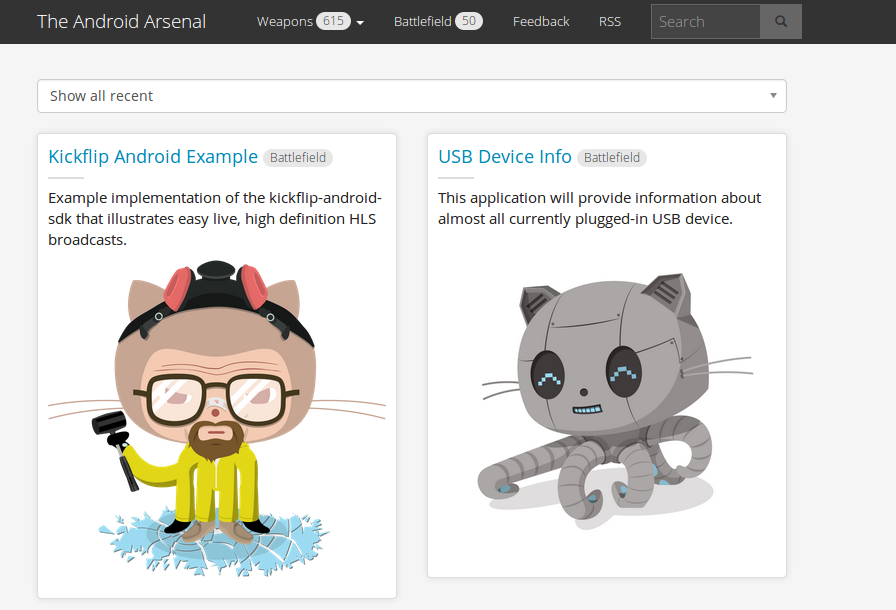 The Android Arsenal
Weapons 615
Battlefield 50
Feedback
RSS
Search
Show all recent
Kickflip Android Example Battlefield
Example implementation of the kickflip-android-
sdk that illustrates easy live, high definition HLS
broadcasts.
USB Device Info Battlefield
This application will provide information about
almost all currently plugged-in USB device.